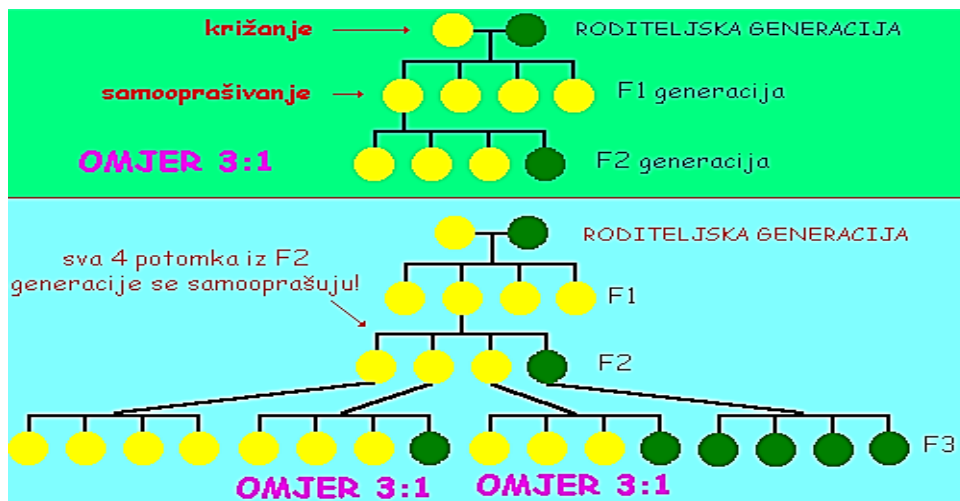 križanje
RODITELJSKA GENERACIJA
samooprašivanje
F1 generacija
OMJER 3:1
F2 generacija
RODITELJSKA GENERACIJA
sva 4 potomka iz F2
generacije se samooprašuju!
F1
F2
F3
OMJER 3:1
OMJER 3:1